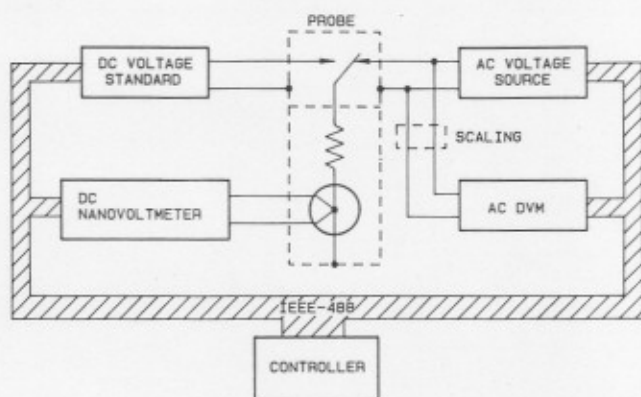 PROBE
DC VOLTAGE
STANDARD
AC VOLTAGE
SOURCE
SCALING
DC
NANOVOLTMETER
AC DVM
IEEE-488
CONTROLLER